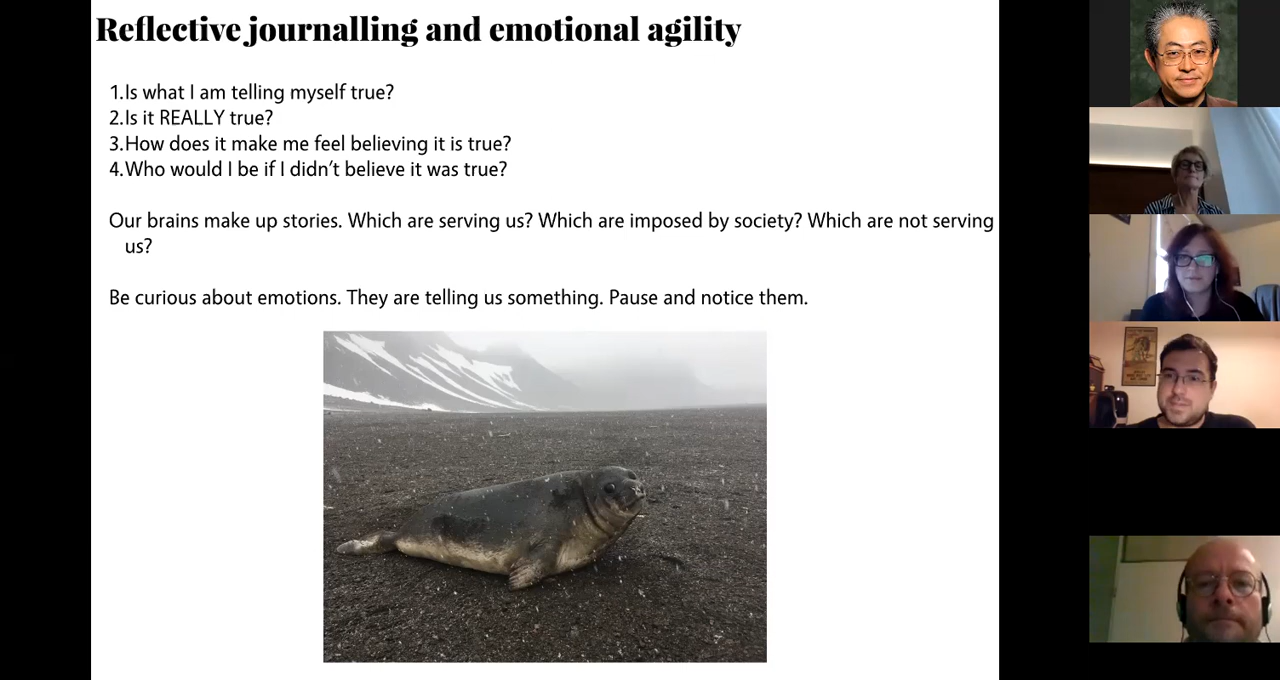 Reflective journalling and emotional agility
1.Is what I am telling myself true?
2.Is it REALLY true?
3.How does it make me feel believing it is true?
4.Who would I be if I didn’t believe it was true?
Our brains make up stories. Which are serving us? Which are imposed by society? Which are not serving
us?
Be curious about emotions. They are telling us something. Pause and notice them.